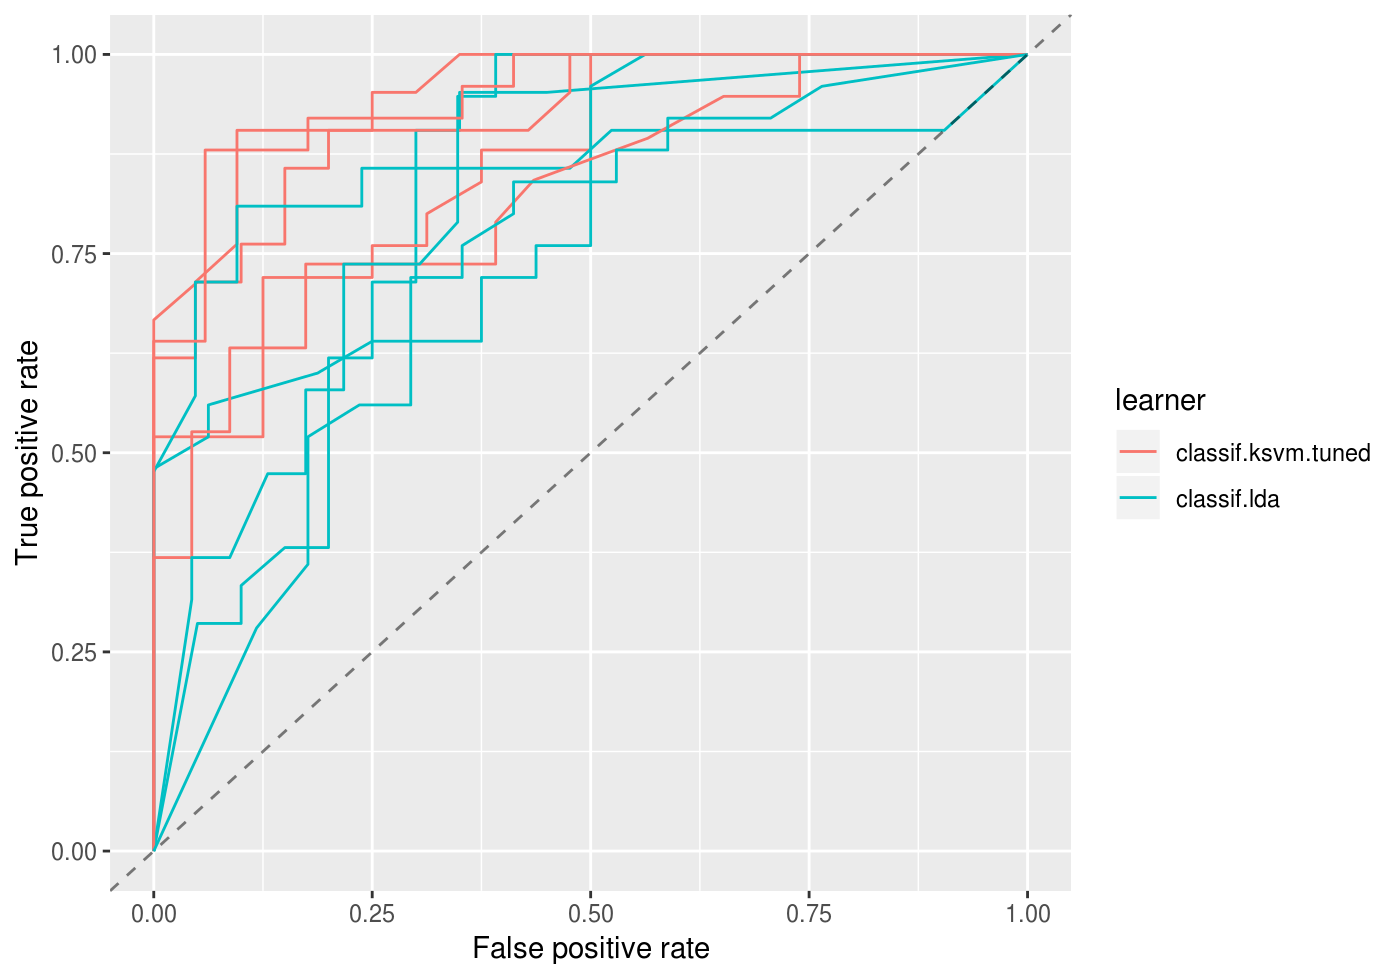 1.00
0.75
0.50
0.25
0.00
True positive rate
0.00 0.25 0.50 0.75 1.00
False positive rate
learner
classif.ksvm.tuned
classif.lda